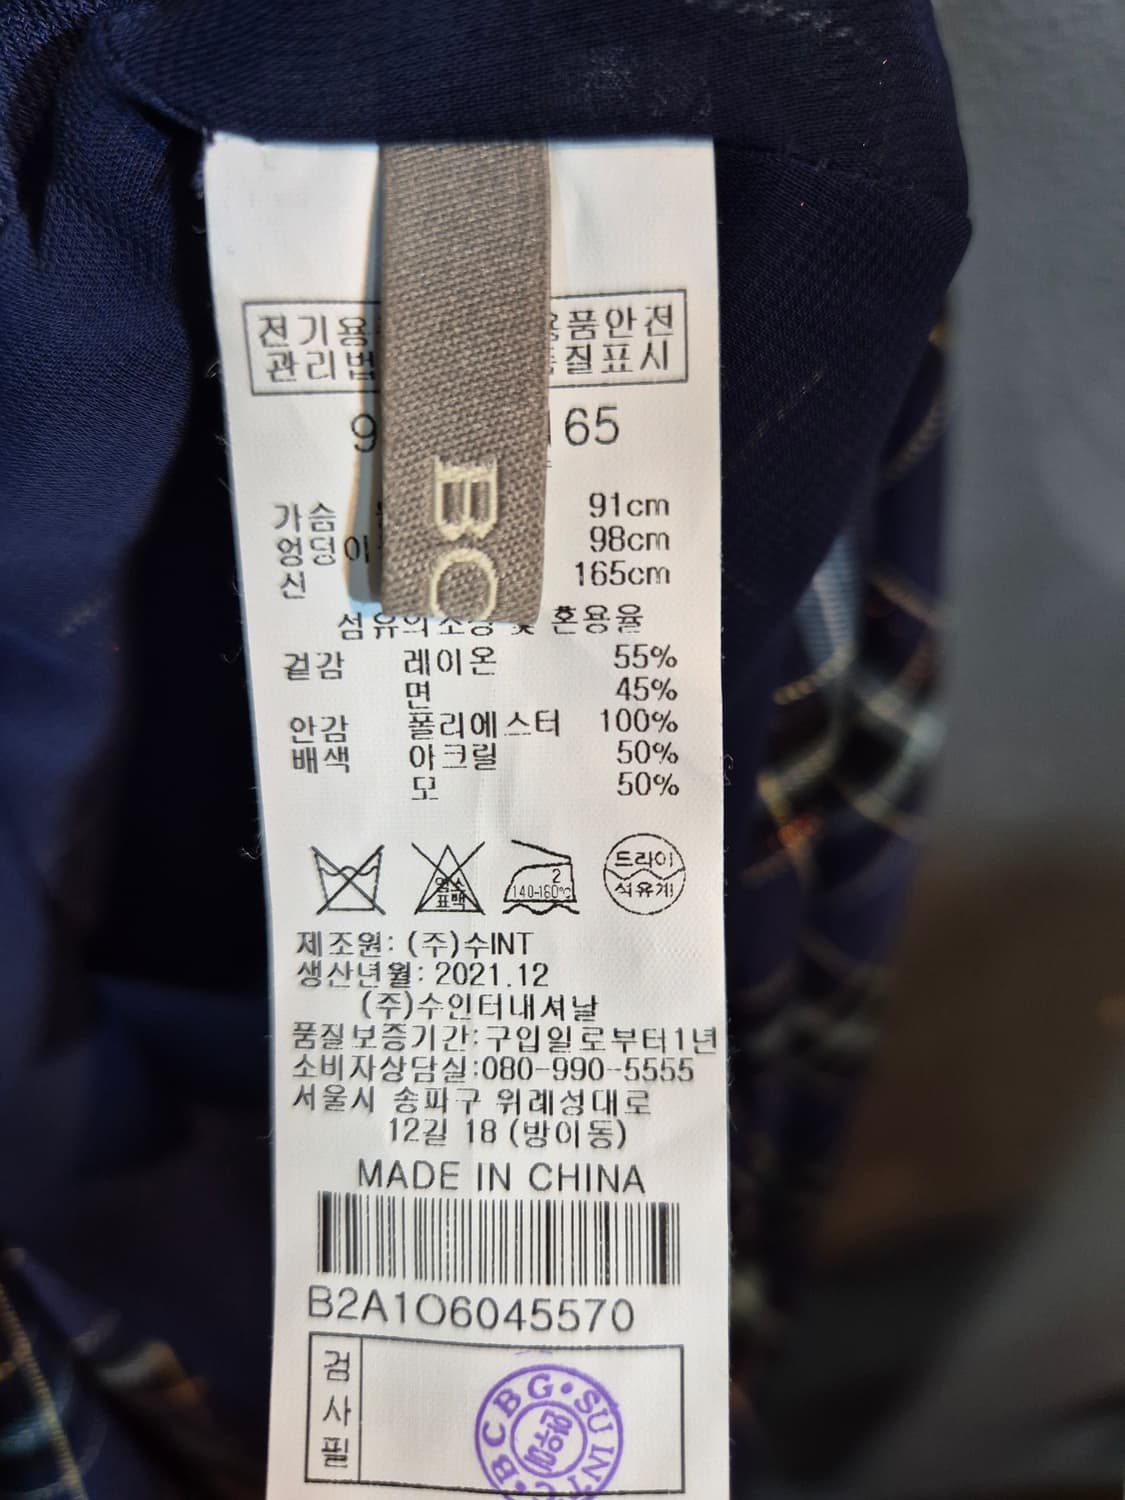 전기용 용품안전
관리법 품질표시
9 165
가슴 91cm
엉덩이 98cm
신 165cm
섬유의 조성 및 혼용율
겉감 레이온 55%
면 45%
안감 폴리에스터 100%
배색 아크릴 50%
모 50%
염소
표백
2
140-160℃
드라이
석유계
제조원: (주)수INT
생산년월: 2021.12
(주)수인터내셔날
품질보증기간:구입일로부터1년
소비자상담실:080-990-5555
서울시 송파구 위례성대로
12길 18 (방이동)
MADE IN CHINA
B2A1O6045570
검
사
필
BCBG · SU INT
BC